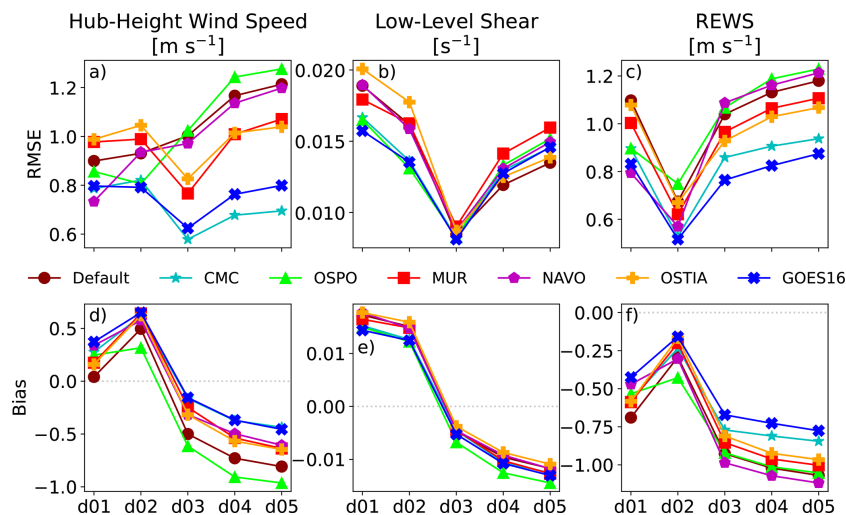 Hub-Height Wind Speed
[m s⁻¹]
Low-Level Shear
[s⁻¹]
REWS
[m s⁻¹]
a)
b)
c)
RMSE
1.2
1.0
0.8
0.6
0.020
0.015
0.010
1.2
1.0
0.8
0.6
Default
CMC
OSPO
MUR
NAVO
OSTIA
GOES16
d)
e)
f)
Bias
0.5
0.0
−0.5
−1.0
0.01
0.00
−0.01
0.00
−0.25
−0.50
−0.75
−1.00
d01 d02 d03 d04 d05
d01 d02 d03 d04 d05
d01 d02 d03 d04 d05